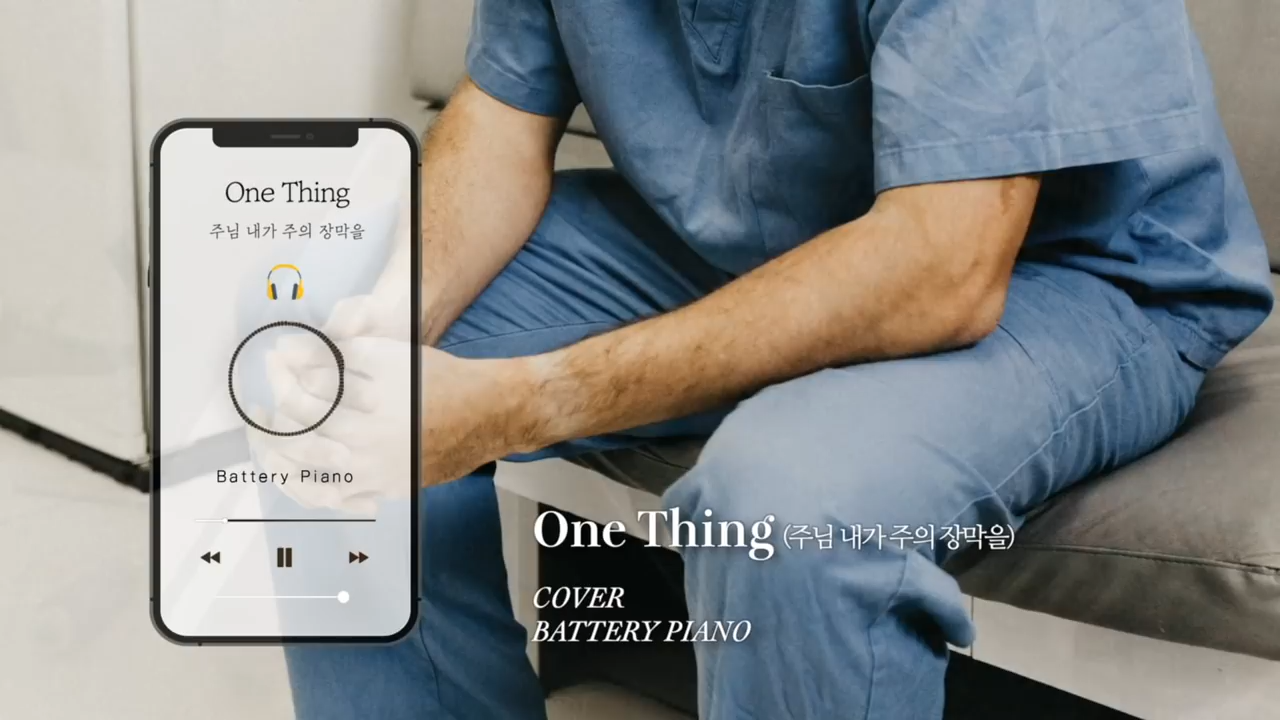 One Thing
주님 내가 주의 장막을
Battery Piano
One Thing (주님 내가 주의 장막을)
COVER
BATTERY PIANO